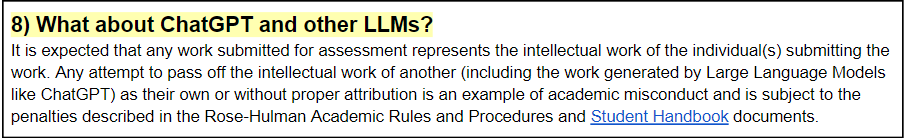 8) What about ChatGPT and other LLMs?
It is expected that any work submitted for assessment represents the intellectual work of the individual(s) submitting the
work. Any attempt to pass off the intellectual work of another (including the work generated by Large Language Models
like ChatGPT) as their own or without proper attribution is an example of academic misconduct and is subject to the
penalties described in the Rose-Hulman Academic Rules and Procedures and Student Handbook documents.